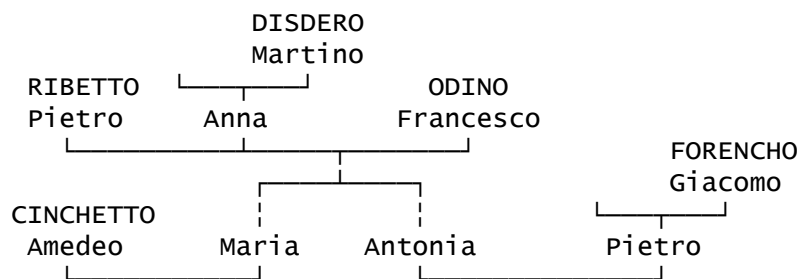 DISDERO
Martino
RIBETTO ODINO
Pietro Anna Francesco
FORENCHO
Giacomo
CINCHETTO
Amedeo Maria Antonia Pietro